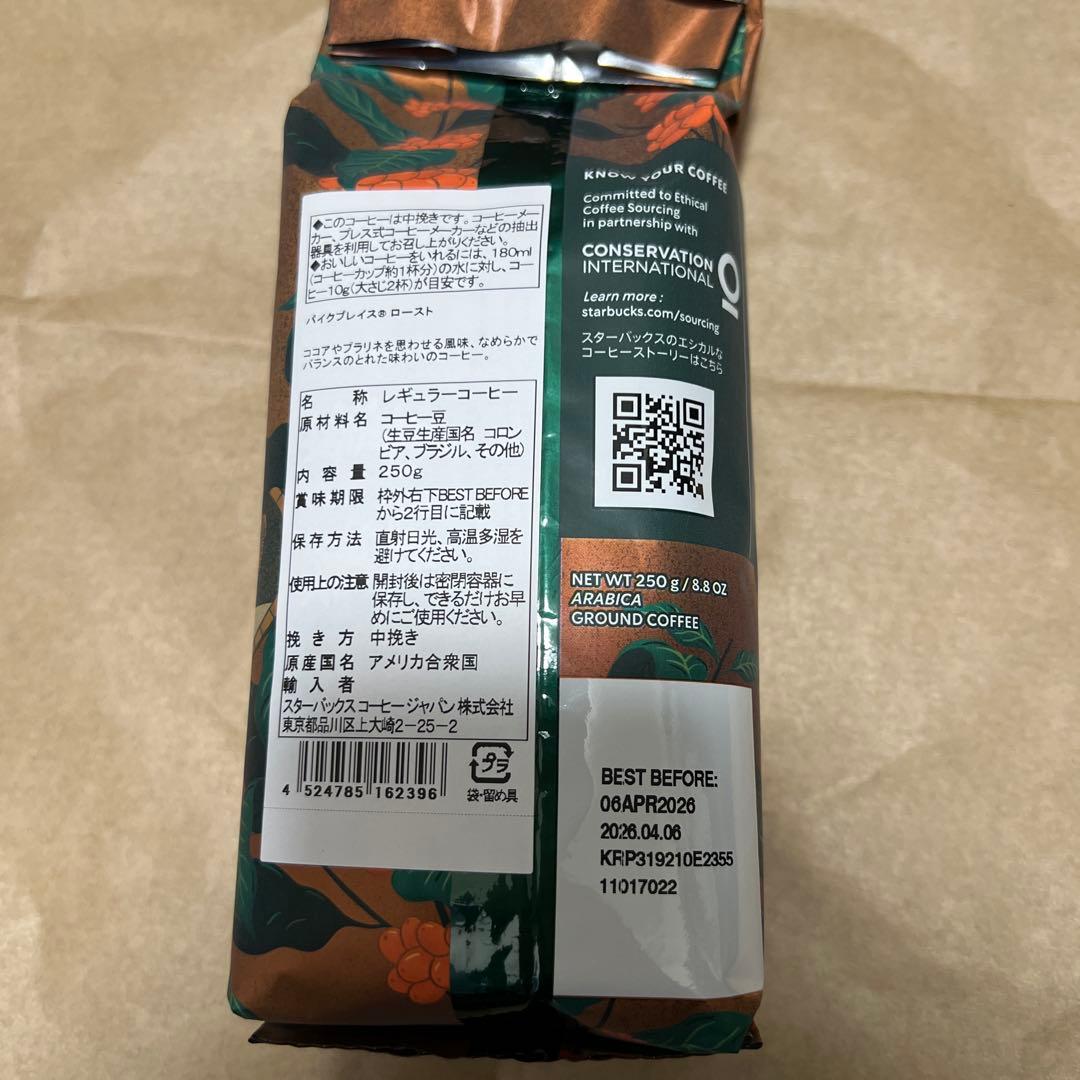 ◆このコーヒーは中挽きです。コーヒーメー
カー、プレス式コーヒーメーカーなどの抽出
器具を利用してお召し上がりください。
◆おいしいコーヒーをいれるには、180ml
(コーヒーカップ約1杯分)の水に対し、コー
ヒー10g(大さじ2杯)が目安です。
パイクプレイス® ロースト
ココアやプラリネを思わせる風味、なめらかで
バランスのとれた味わいのコーヒー。
名 称 レギュラーコーヒー
原材料名 コーヒー豆
(生豆生産国名 コロン
ビア、ブラジル、その他)
内容量 250g
賞味期限 枠外右下BEST BEFORE
から2行目に記載
保存方法 直射日光、高温多湿を
避けてください。
使用上の注意 開封後は密閉容器に
保存し、できるだけお早
めにご使用ください。
挽き方 中挽き
原産国名 アメリカ合衆国
輸入者
スターバックス コーヒー ジャパン 株式会社
東京都品川区上大崎2-25-2
4 524785 162396
プラ
袋・留め具
KNOW YOUR COFFEE
Committed to Ethical
Coffee Sourcing
in partnership with
CONSERVATION
INTERNATIONAL
Learn more :
starbucks.com/sourcing
スターバックスのエシカルな
コーヒーストーリーはこちら
NET WT 250 g / 8.8 OZ
ARABICA
GROUND COFFEE
BEST BEFORE:
06APR2026
2026.04.06
KRP319210E2355
11017022